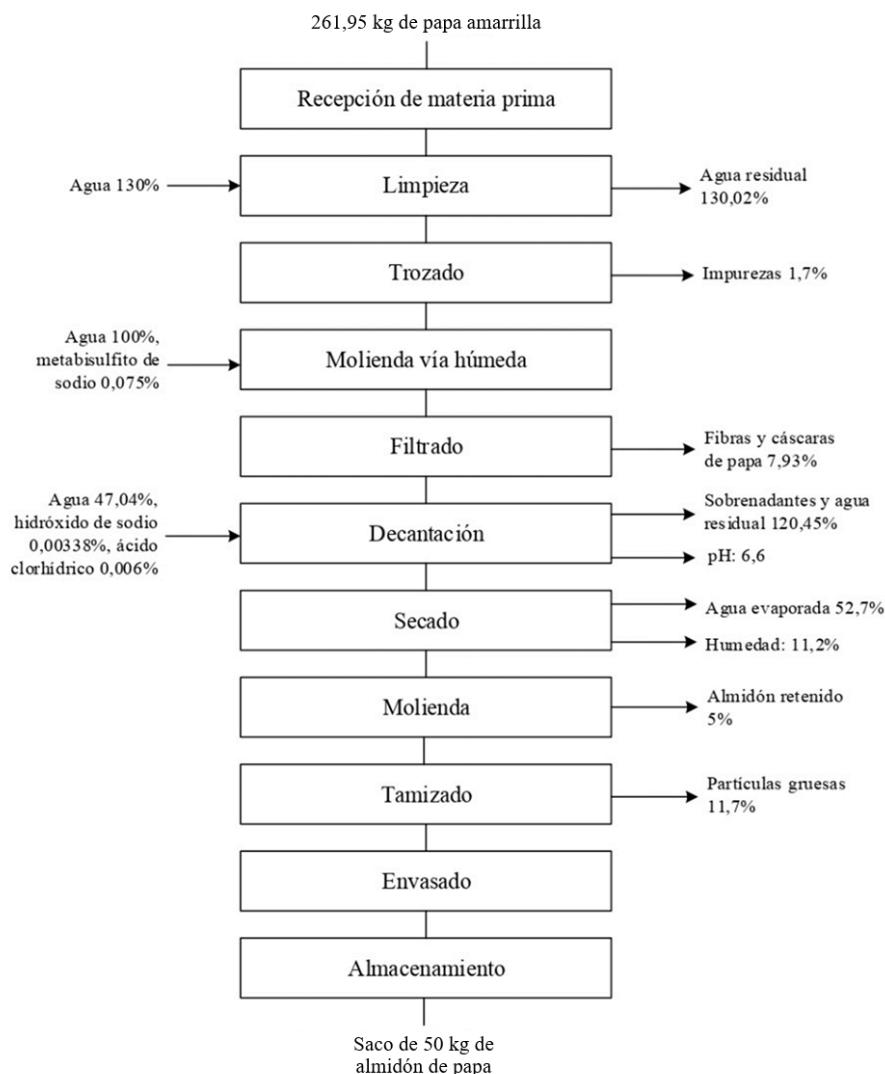 261,95 kg de papa amarrilla
Recepción de materia prima
Agua 130%
Limpieza
Agua residual
130,02%
Trozado
Impurezas 1,7%
Agua 100%,
metabisulfito de
sodio 0,075%
Molienda vía húmeda
Filtrado
Fibras y cáscaras
de papa 7,93%
Agua 47,04%,
hidróxido de sodio
0,00338%, ácido
clorhídrico 0,006%
Decantación
Sobrenadantes y agua
residual 120,45%
pH: 6,6
Secado
Agua evaporada 52,7%
Humedad: 11,2%
Molienda
Almidón retenido
5%
Tamizado
Partículas gruesas
11,7%
Envasado
Almacenamiento
Saco de 50 kg de
almidón de papa